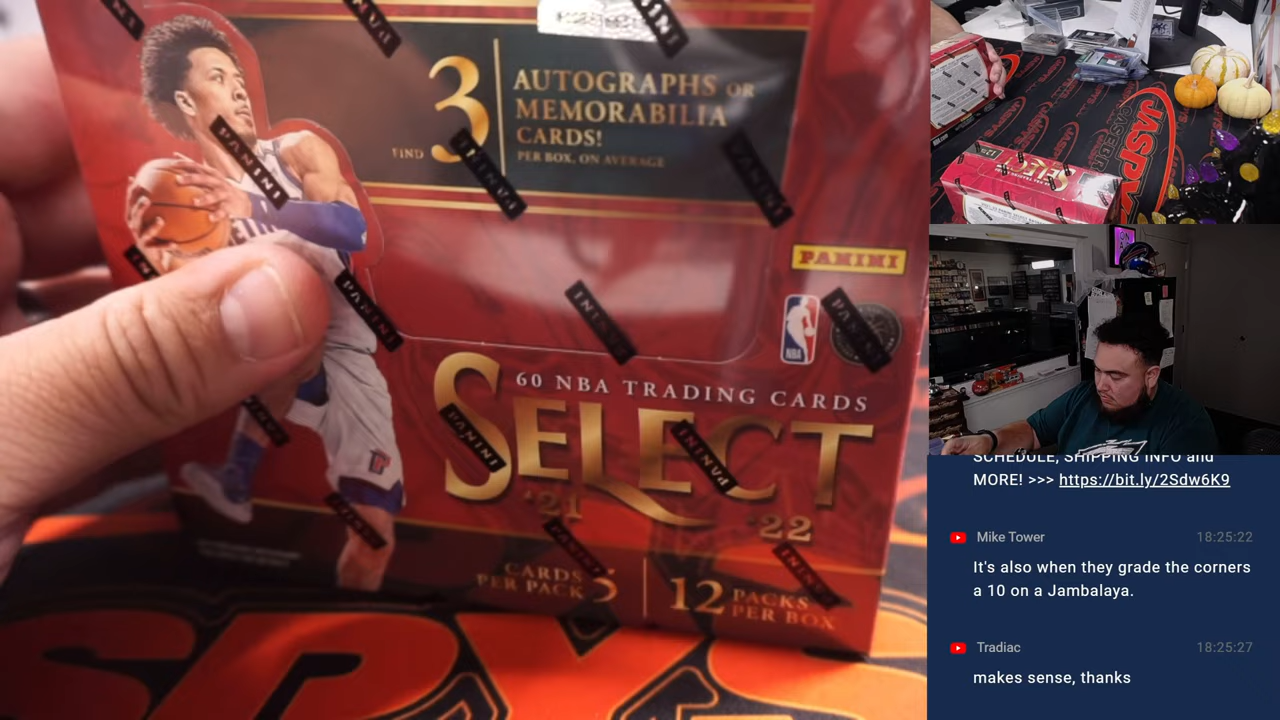 PANINI
FIND 3
AUTOGRAPHS OR
MEMORABILIA
CARDS!
PER BOX, ON AVERAGE
PANINI
NBA
60 NBA TRADING CARDS
SELECT
'21 '22
CARDS
PER PACK 5
12 PACKS
PER BOX
JASPY'S
SCHEDULE, SHIPPING INFO and
MORE! >>> https://bit.ly/2Sdw6K9
Mike Tower 18:25:22
It's also when they grade the corners
a 10 on a Jambalaya.
Tradiac 18:25:27
makes sense, thanks